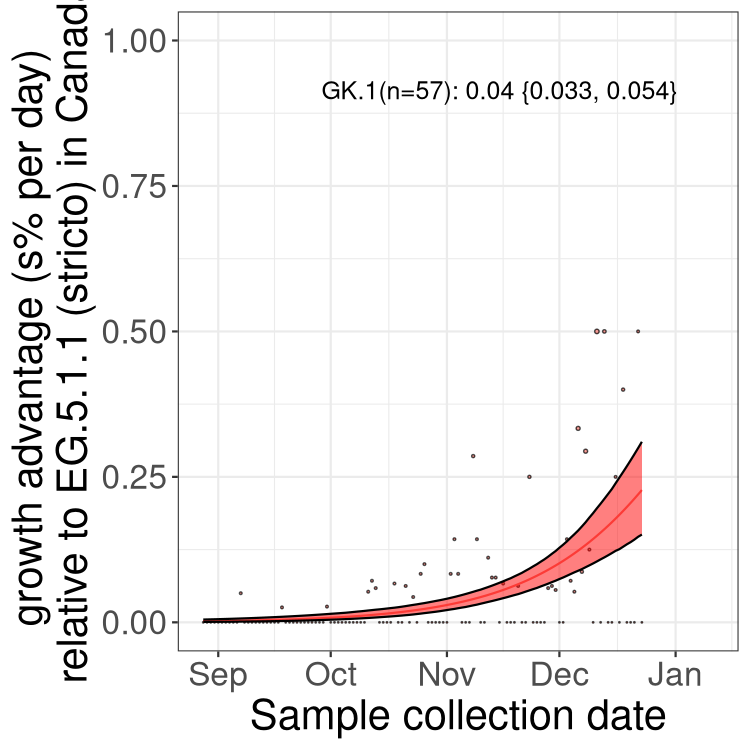 growth advantage (s% per day)
relative to EG.5.1.1 (stricto) in Canada
1.00
0.75
0.50
0.25
0.00
GK.1(n=57): 0.04 {0.033, 0.054}
Sep Oct Nov Dec Jan
Sample collection date